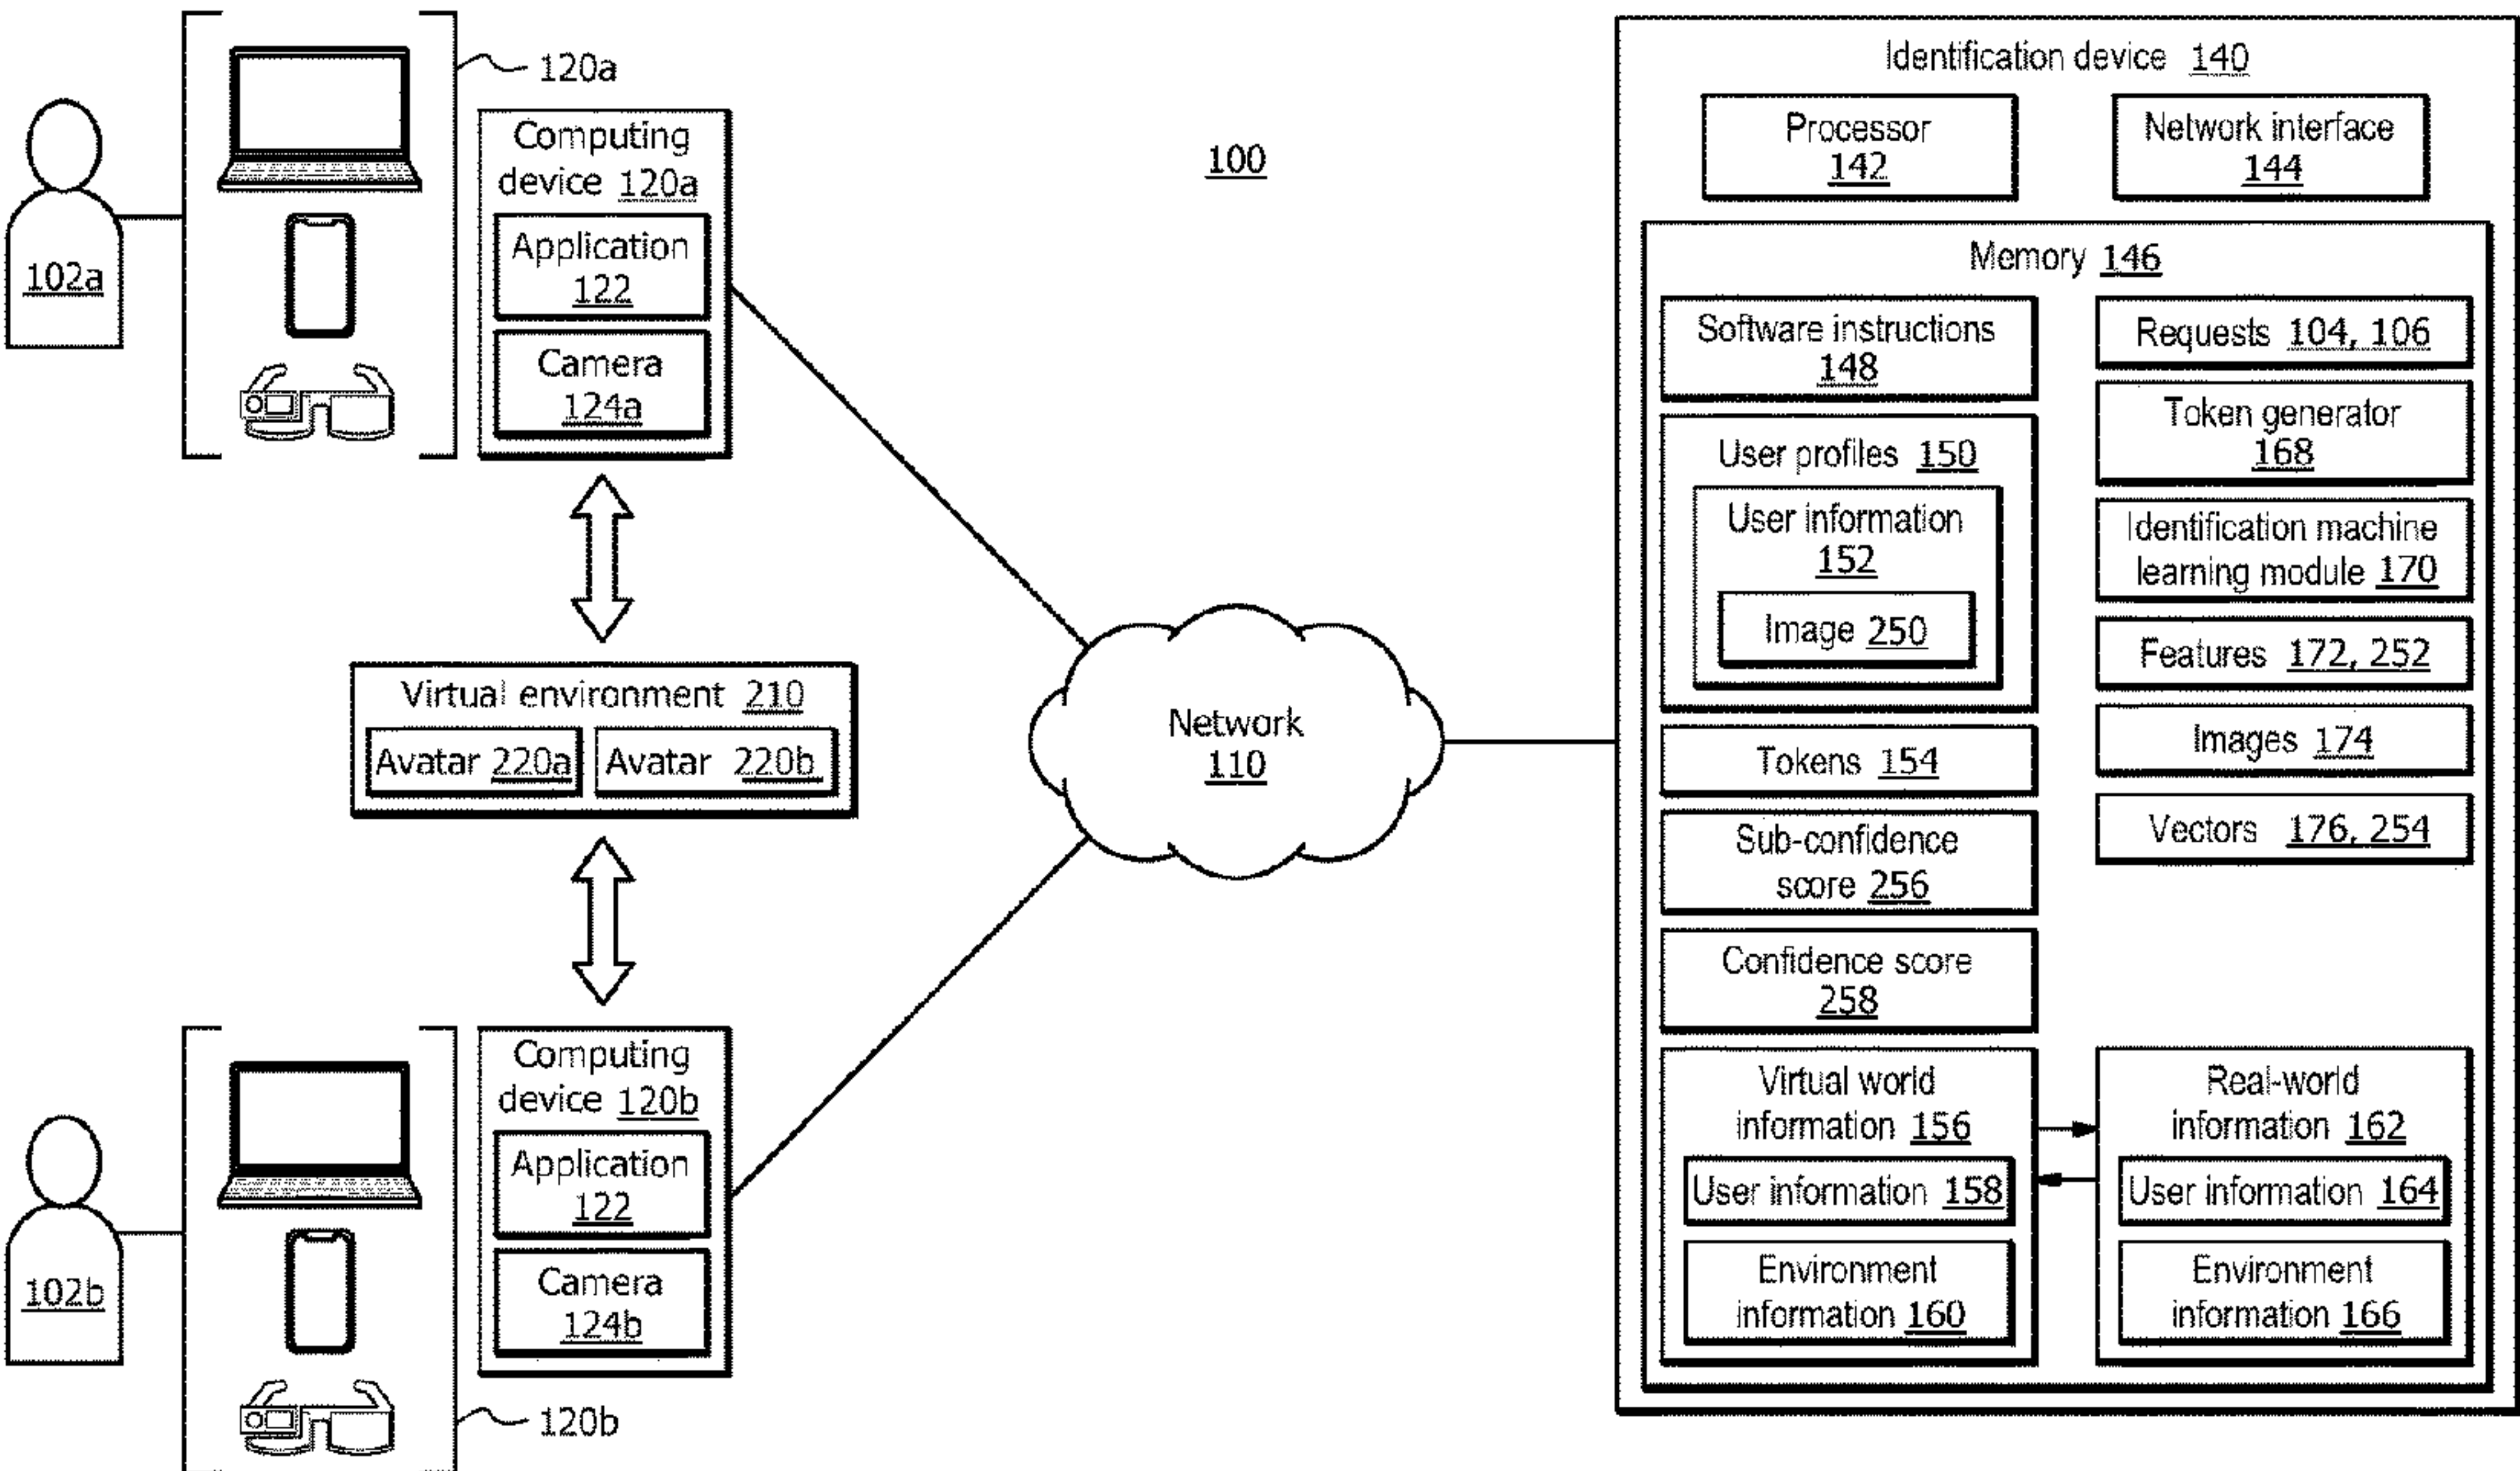 120a
Computing
device 120a
Application
122
Camera
124a
102a
100
Virtual environment 210
Avatar 220a
Avatar 220b
Network
110
Computing
device 120b
Application
122
Camera
124b
102b
120b
Identification device 140
Processor
142
Network interface
144
Memory 146
Software instructions
148
User profiles 150
User information
152
Image 250
Tokens 154
Sub-confidence
score 256
Confidence score
258
Virtual world
information 156
User information 158
Environment
information 160
Requests 104, 106
Token generator
168
Identification machine
learning module 170
Features 172, 252
Images 174
Vectors 176, 254
Real-world
information 162
User information 164
Environment
information 166